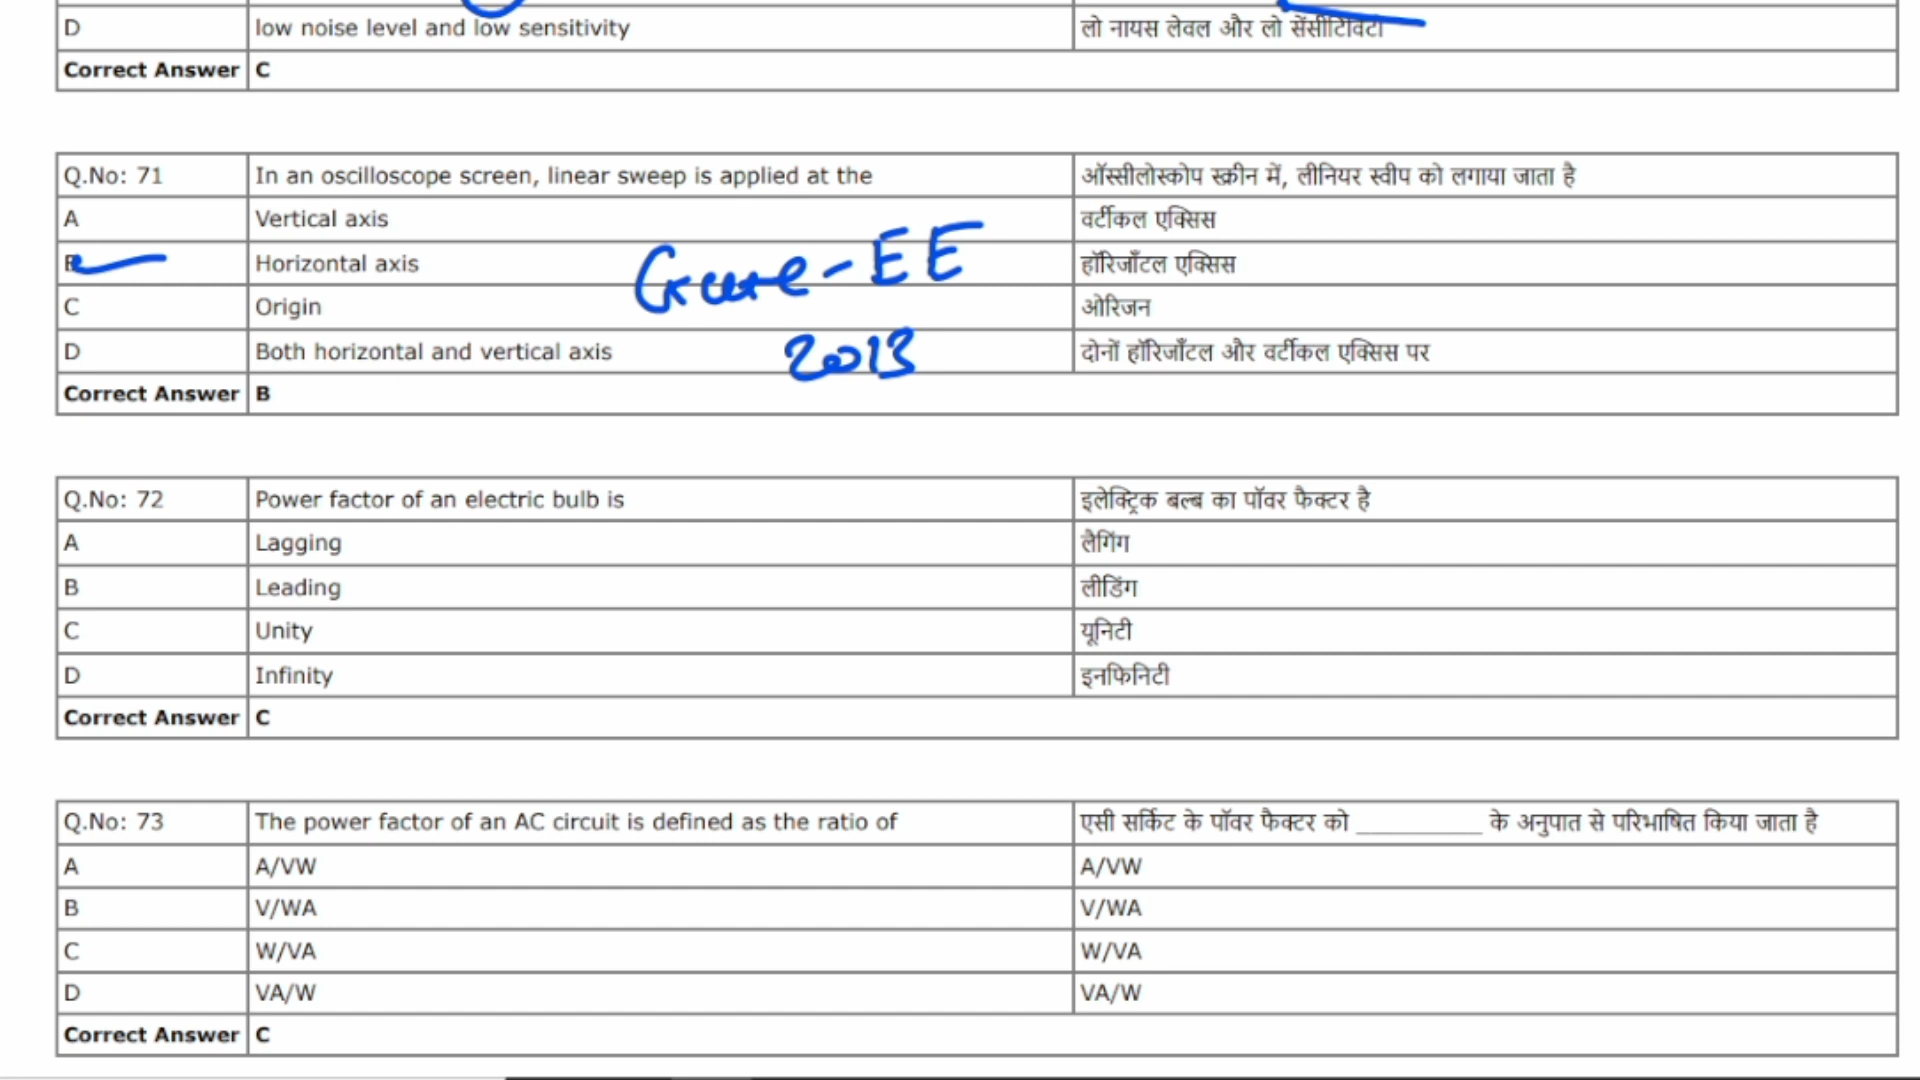 D low noise level and low sensitivity लो नायस लेवल और लो सेंसीटिविटी
Correct Answer C
Q.No: 71 In an oscilloscope screen, linear sweep is applied at the ऑस्सीलोस्कोप स्क्रीन में, लीनियर स्वीप को लगाया जाता है
A Vertical axis वर्टीकल एक्सिस
B Horizontal axis हॉरिजाँटल एक्सिस
EE
C Origin ओरिजन
D Both horizontal and vertical axis दोनों हॉरिजाँटल और वर्टीकल एक्सिस पर
2013
Correct Answer B
Q.No: 72 Power factor of an electric bulb is इलेक्ट्रिक बल्ब का पॉवर फैक्टर है
A Lagging लैगिंग
B Leading लीडिंग
C Unity यूनिटी
D Infinity इनफिनिटी
Correct Answer C
Q.No: 73 The power factor of an AC circuit is defined as the ratio of एसी सर्किट के पॉवर फैक्टर को __________ के अनुपात से परिभाषित किया जाता है
A A/VW A/VW
B V/WA V/WA
C W/VA W/VA
D VA/W VA/W
Correct Answer C